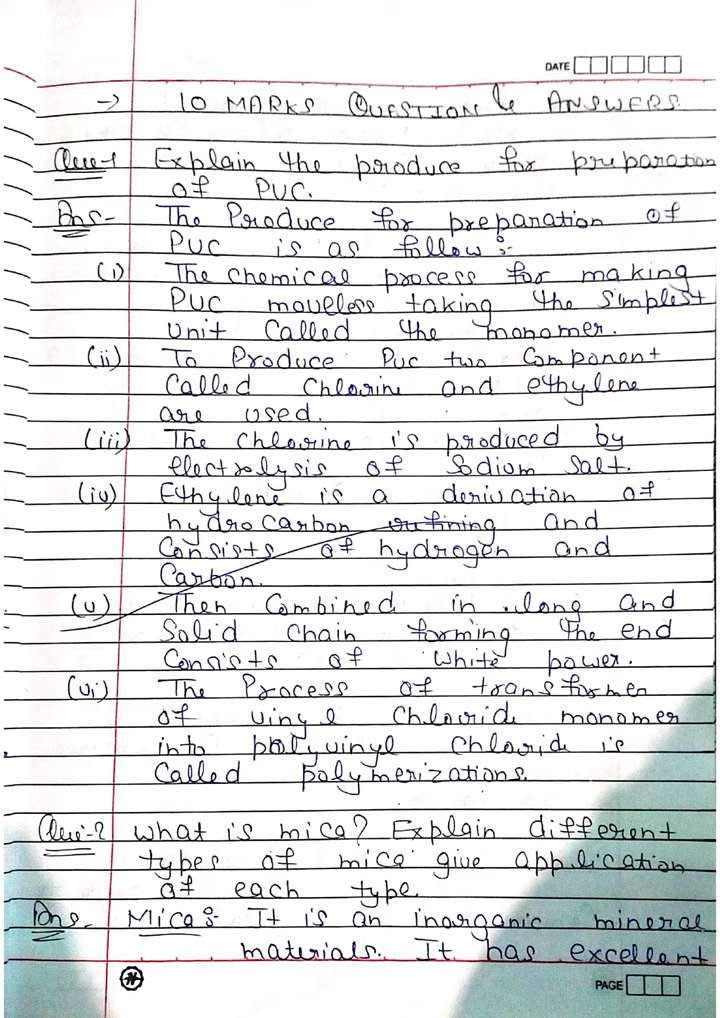 DATE
→ 10 MARKS QUESTION & ANSWERS.
Que-1 Explain the produce for preparation
of PVC.
Ans- The Produce for preparation of
PVC is as follow :-
(i) The chemical process for making
PVC moveless taking the simplest
unit called the monomer.
(ii) To Produce Pvc two Component
Called Chlorine and ethylene
are used.
(iii) The chlorine is produced by
electrolysis of Sodium Salt.
(iv) Ethylene is a derivation of
hydrocarbon and
Consists of hydrogen and
Carbon.
(v) Then Combined in long and
Solid Chain forming the end
Consists of White power.
(vi) The Process of transformer
of vinyl Chloride monomer
into polyvinyl Chloride is
Called polymerizations.
Que-2 What is mica? Explain different
types of mica give application
of each type.
Ans. Mica :- It is an inorganic mineral
materials. It has excellent
PAGE